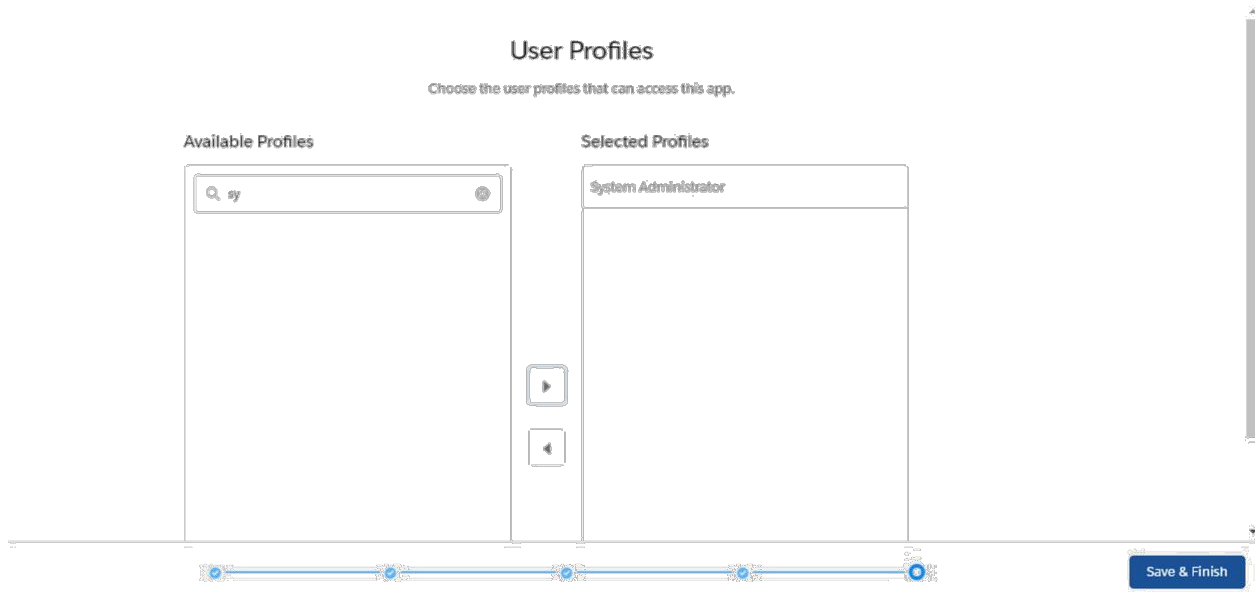 User Profiles
Choose the user profiles that can access this app.
Available Profiles
Selected Profiles
sy
System Administrator
Save & Finish